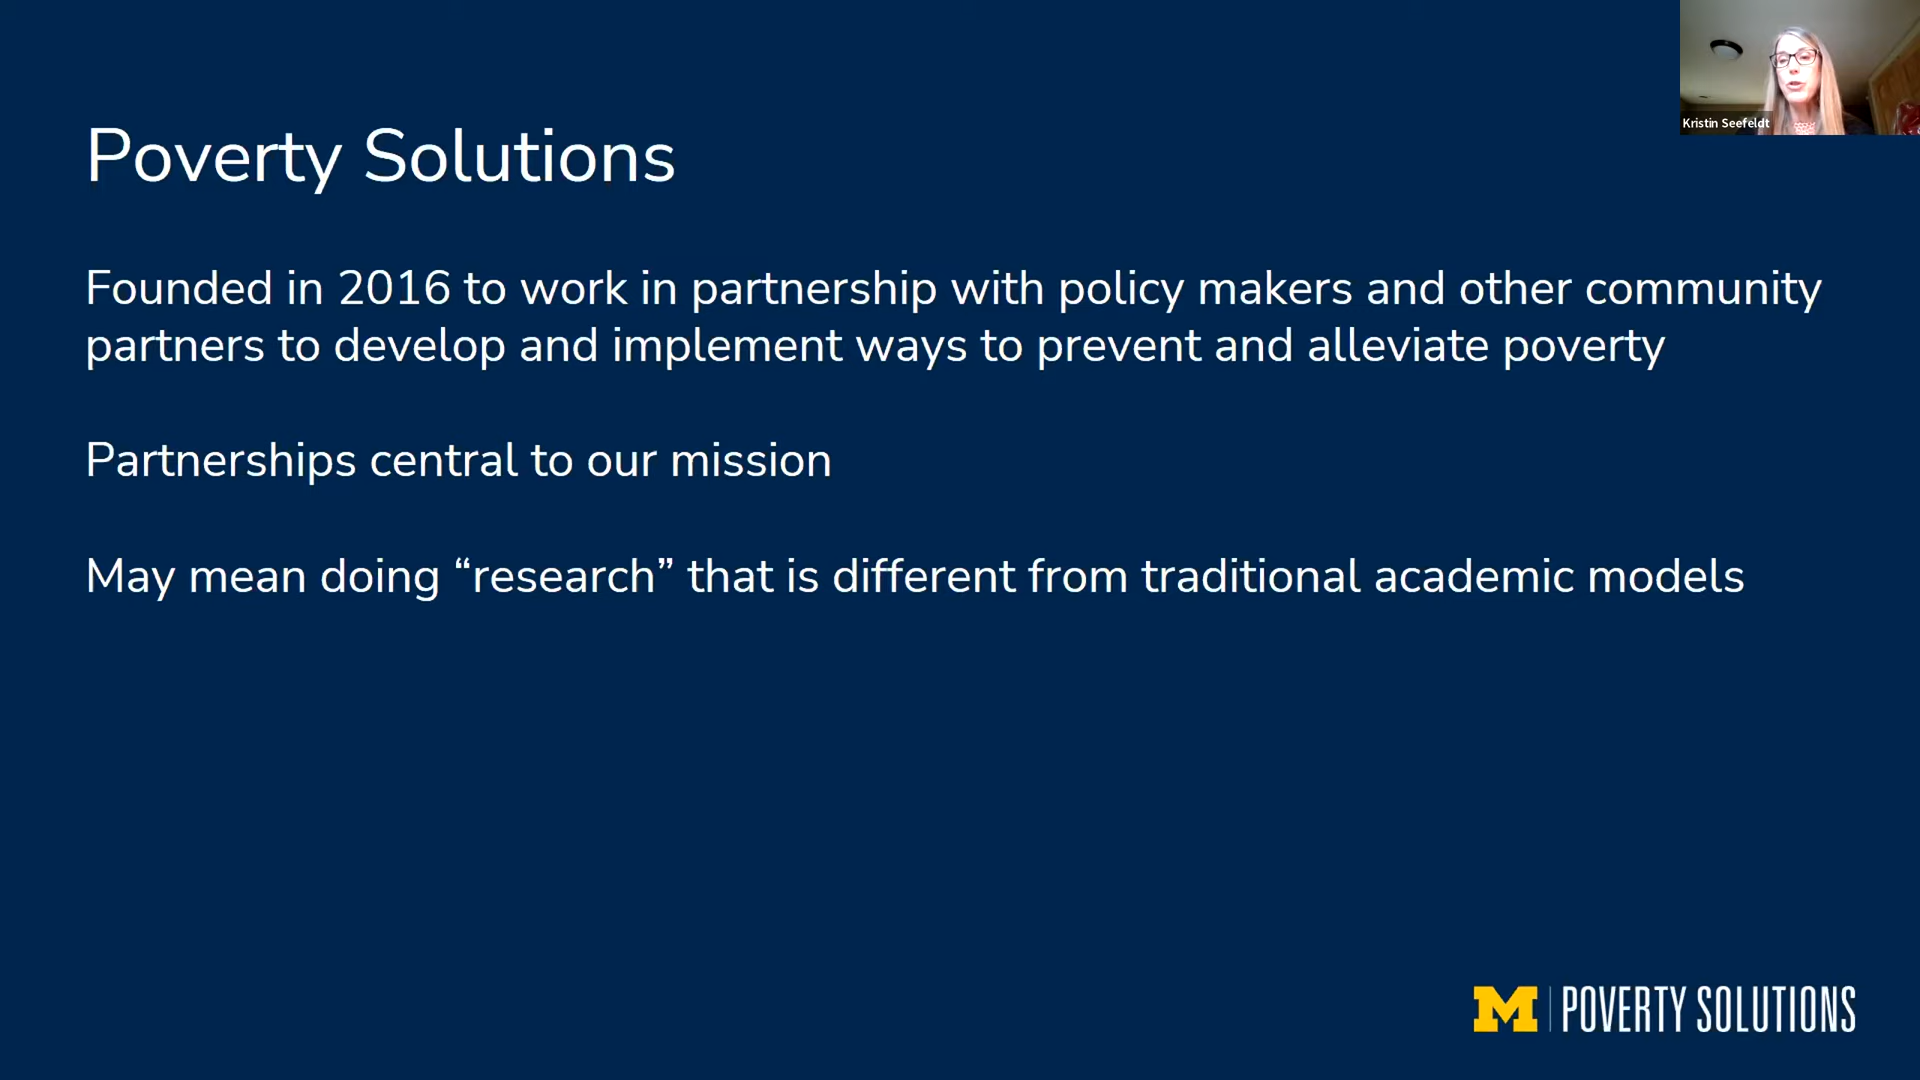 Kristin Seefeldt
Poverty Solutions
Founded in 2016 to work in partnership with policy makers and other community
partners to develop and implement ways to prevent and alleviate poverty
Partnerships central to our mission
May mean doing “research” that is different from traditional academic models
M | POVERTY SOLUTIONS